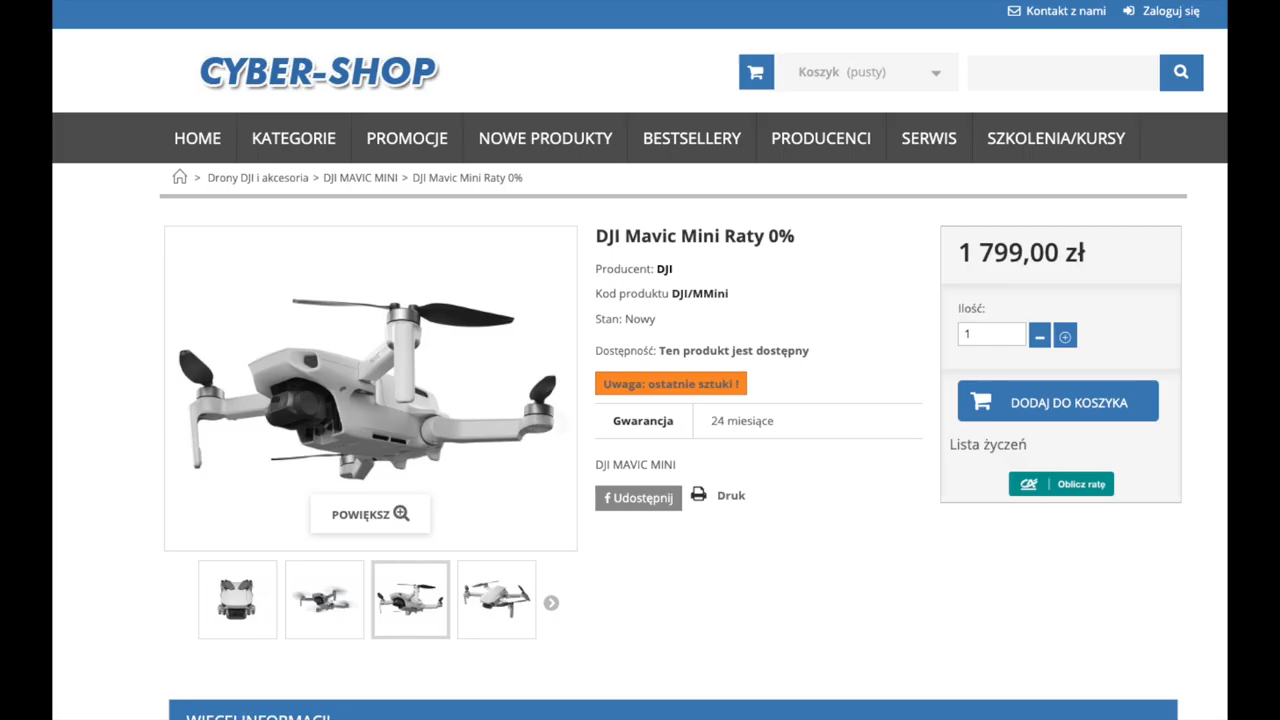 Kontakt z nami
Zaloguj się
CYBER-SHOP
Koszyk (pusty)
HOME
KATEGORIE
PROMOCJE
NOWE PRODUKTY
BESTSELLERY
PRODUCENCI
SERWIS
SZKOLENIA/KURSY
> Drony DJI i akcesoria > DJI MAVIC MINI > DJI Mavic Mini Raty 0%
DJI Mavic Mini Raty 0%
Producent: DJI
Kod produktu DJI/MMini
Stan: Nowy
Dostępność: Ten produkt jest dostępny
Uwaga: ostatnie sztuki !
Gwarancja
24 miesiące
DJI MAVIC MINI
Udostępnij
Druk
POWIĘKSZ
1 799,00 zł
Ilość:
1
DODAJ DO KOSZYKA
Lista życzeń
CA
Oblicz ratę
WIĘCEJ INFORMACJI